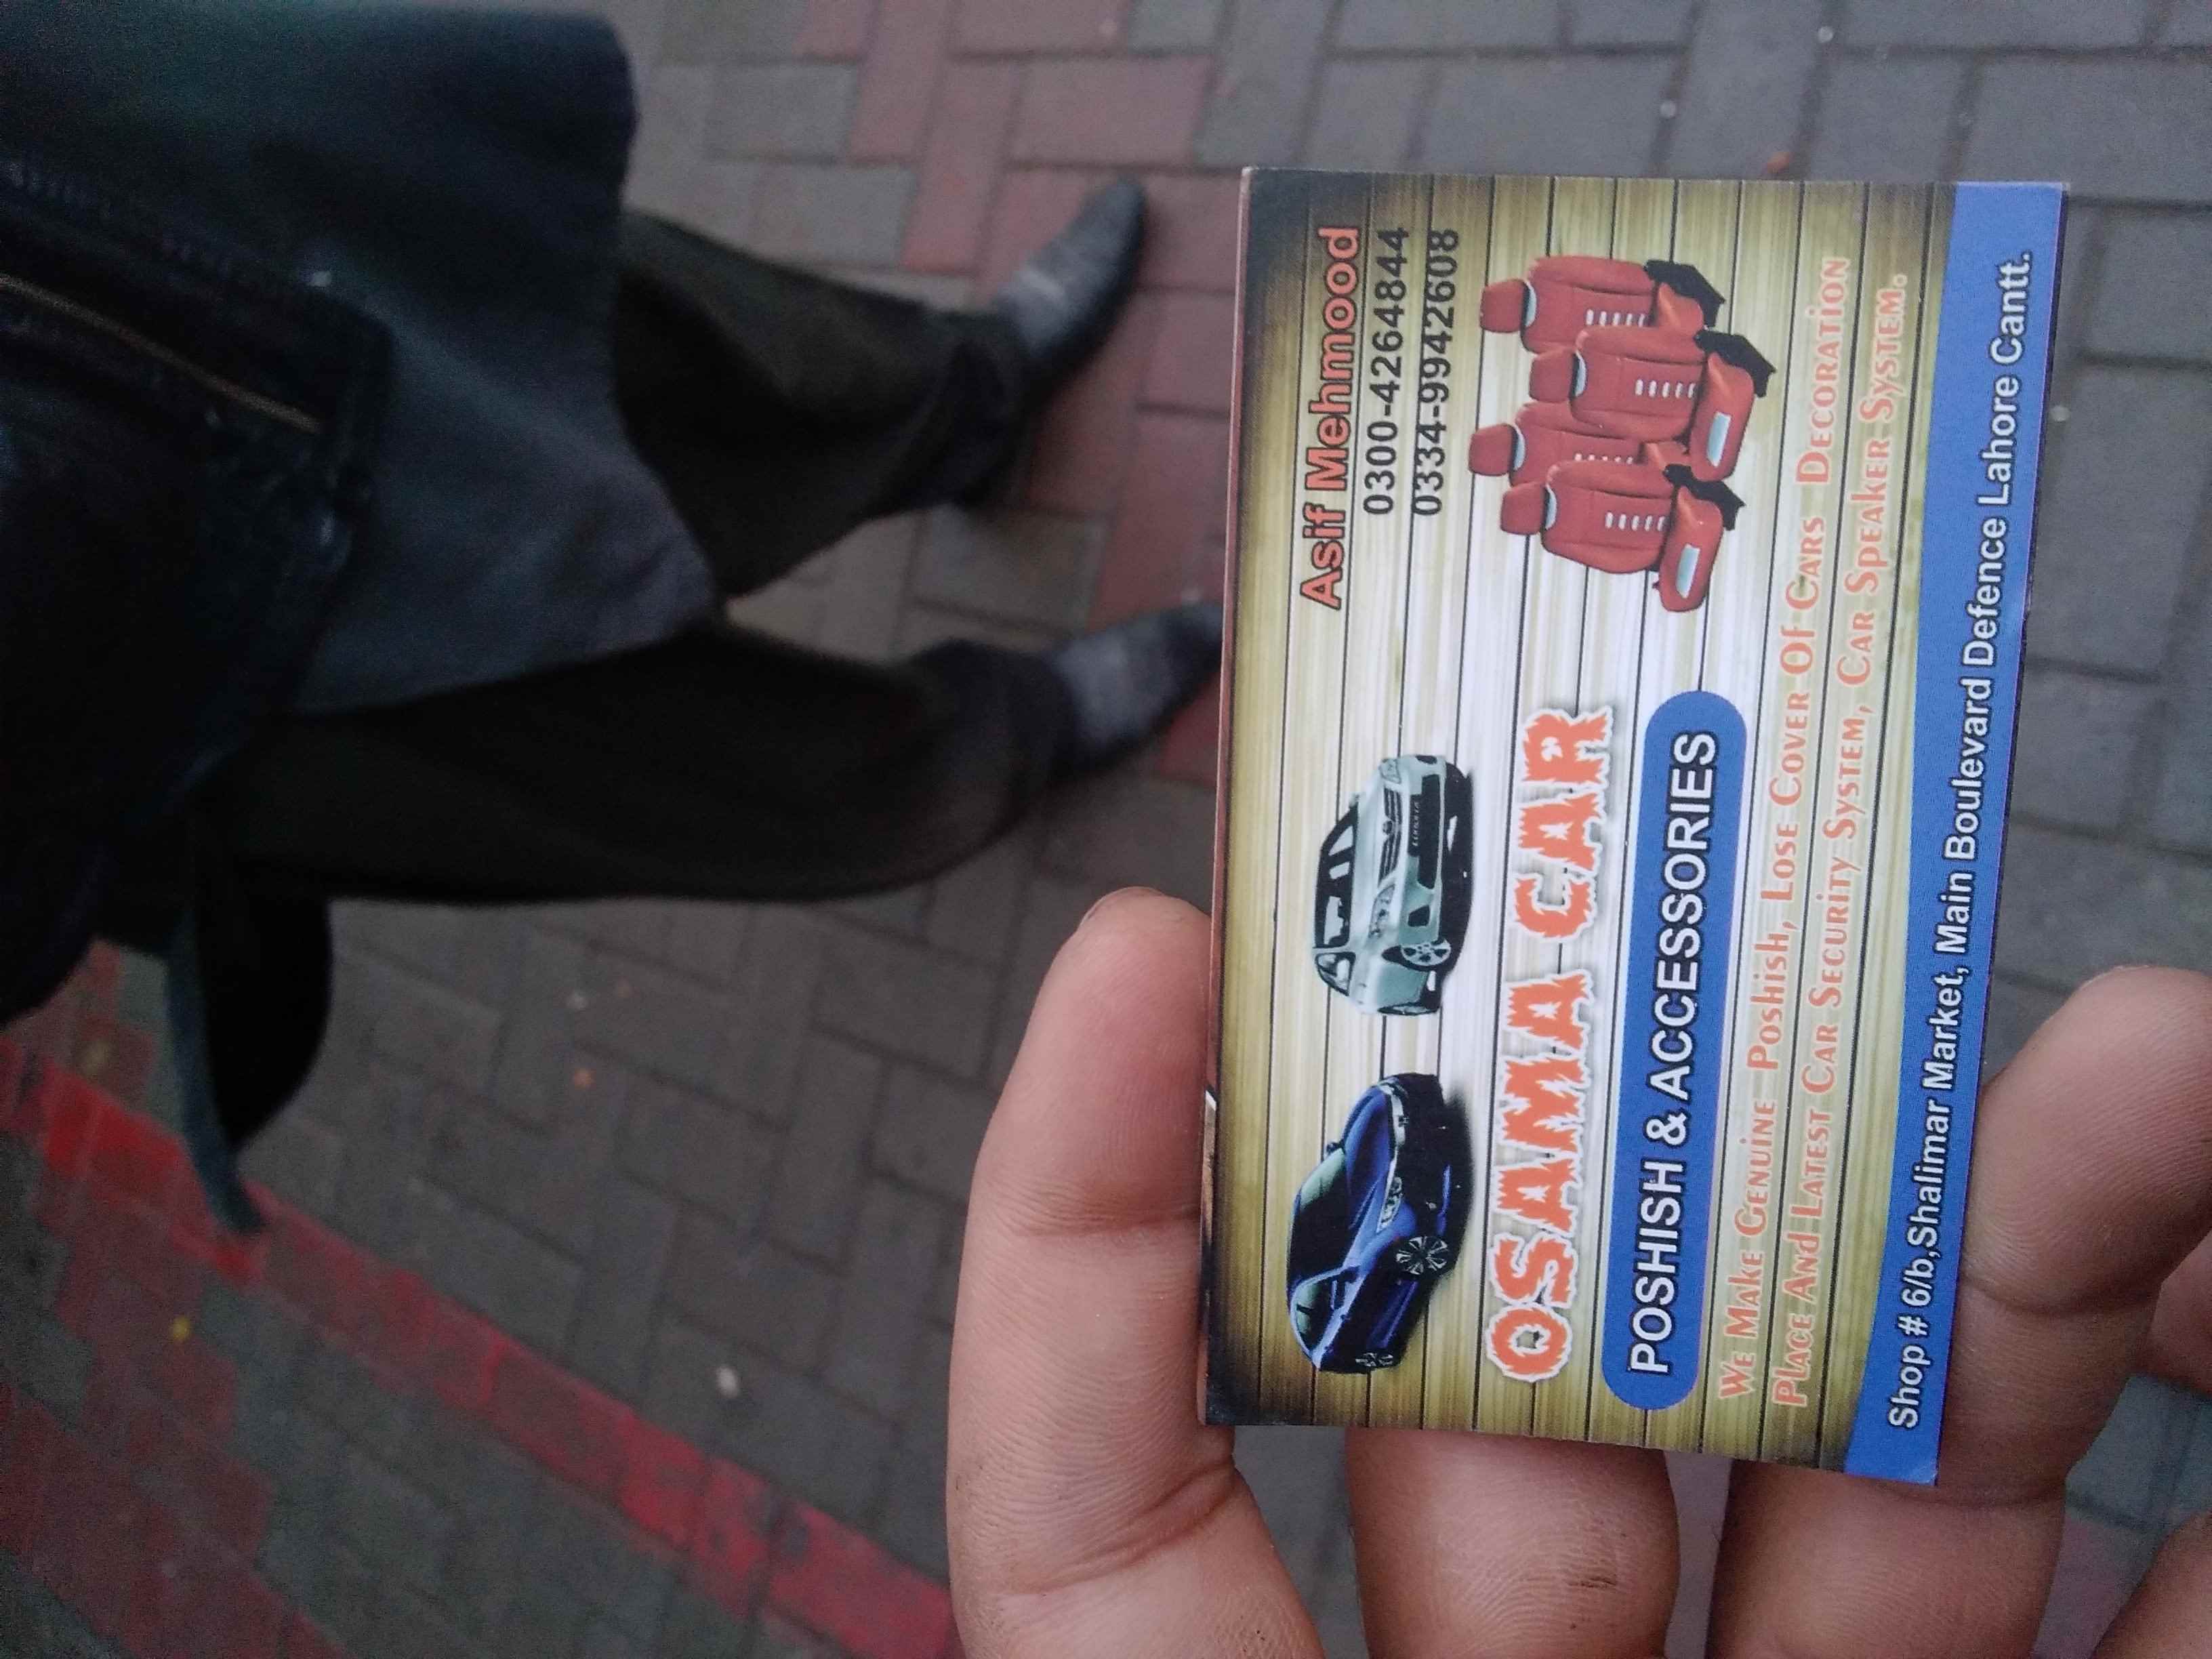 Asif Mehmood
0300-4264844
0334-9942608
OSAMA CAR
POSHISH & ACCESSORIES
We Make Genuine Poshish, Lose Cover Of Cars Decoration
Place And Latest Car Security System, Car Speaker System.
Shop # 6/b,Shalimar Market, Main Boulevard Defence Lahore Cantt.